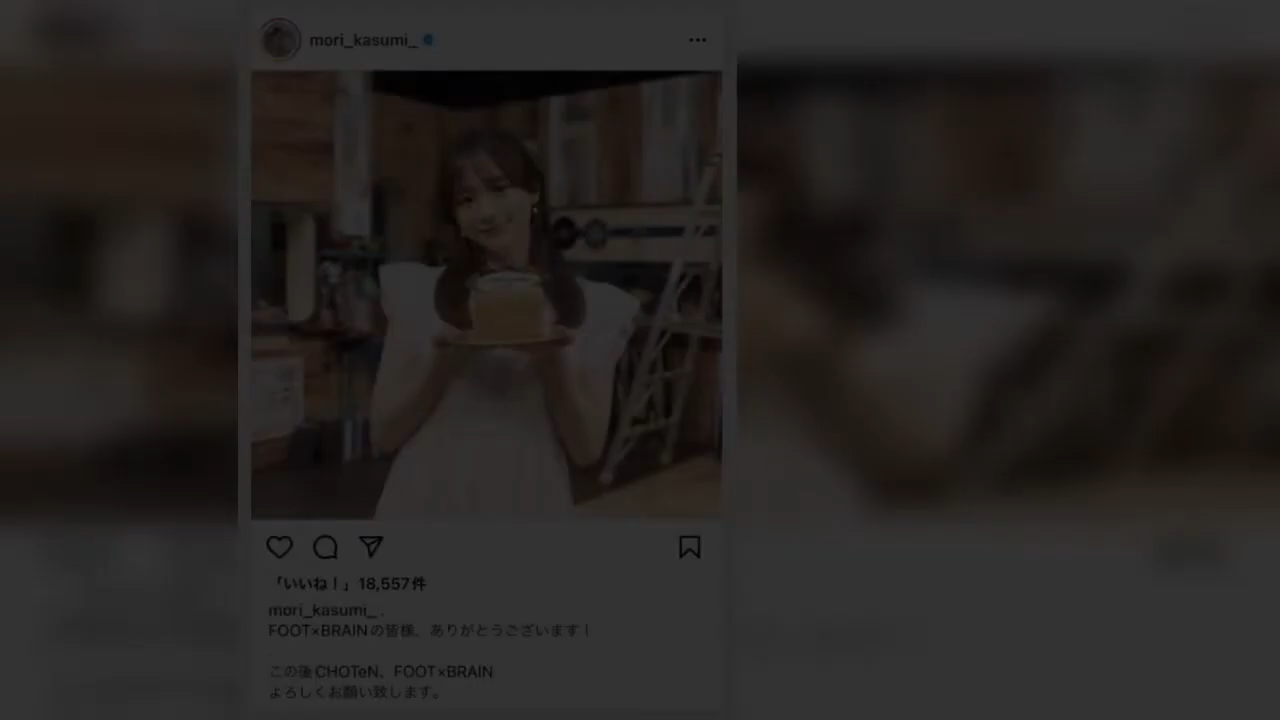 mori_kasumi_
「いいね！」18,557件
mori_kasumi_ .
FOOT×BRAINの皆様、ありがとうございます！
この後CHOTeN、FOOT×BRAIN
よろしくお願い致します。